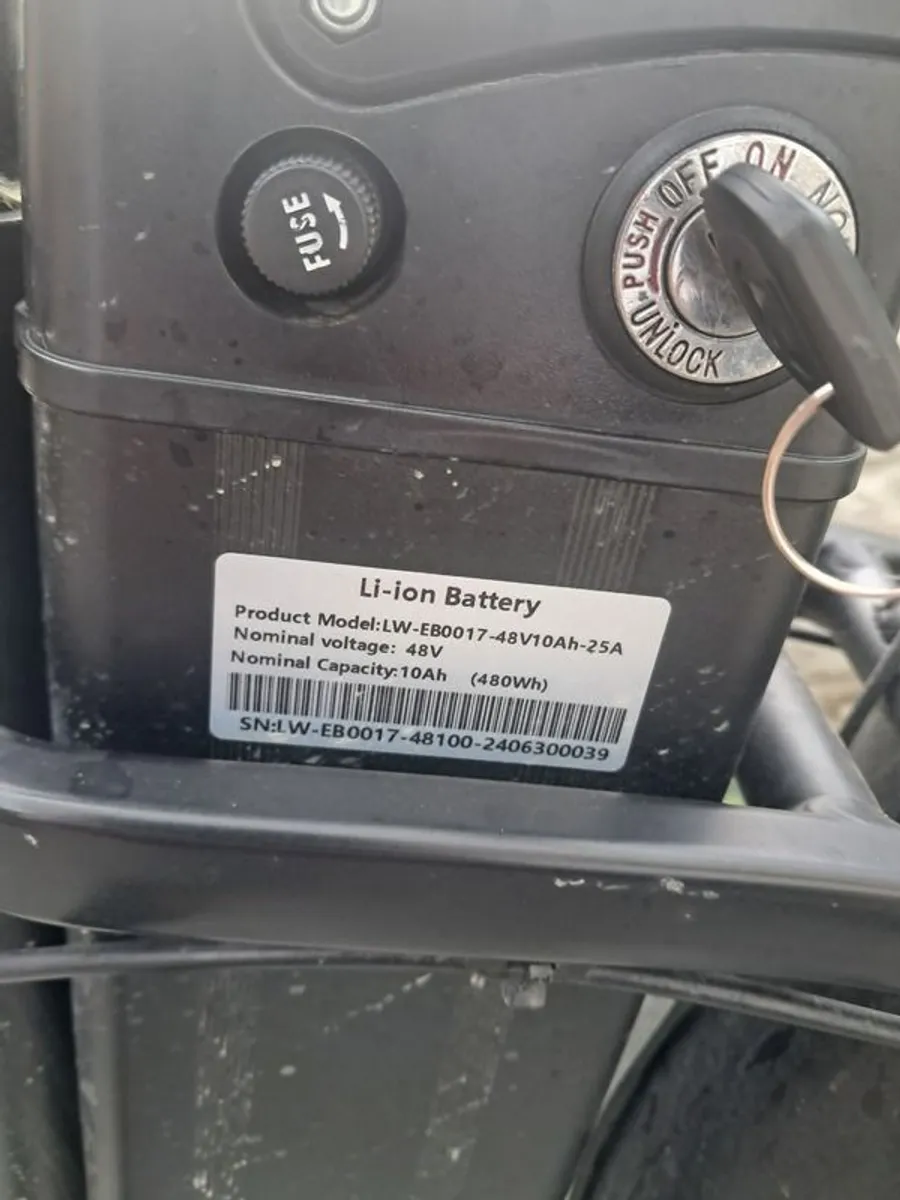 FUSE
PUSH OFF ON
UNLOCK
Li-ion Battery
Product Model:LW-EB0017-48V10Ah-25A
Nominal voltage: 48V
Nominal Capacity:10Ah (480Wh)
SN:LW-EB0017-48100-2406300039